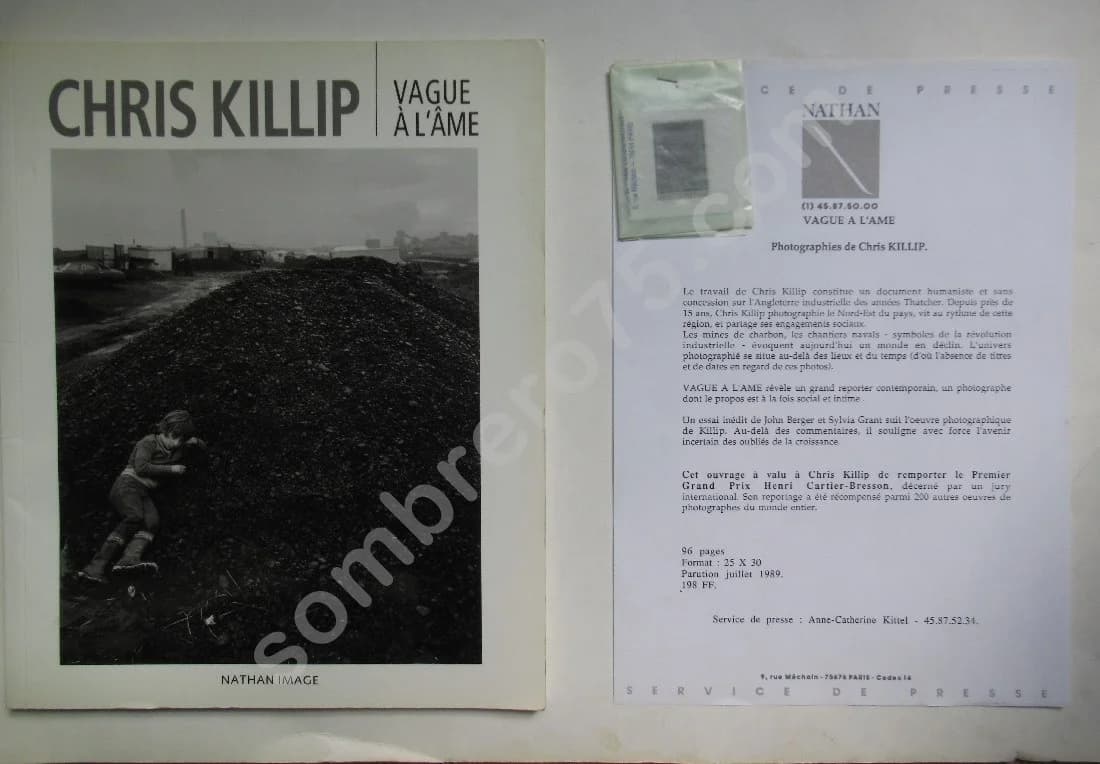 CHRIS KILLIP
VAGUE
À L'ÂME
NATHAN IMAGE
CE DE PRESSE
NATHAN
(1) 45.87.50.00
VAGUE A L'AME
Photographies de Chris KILLIP.
Le travail de Chris Killip constitue un document humaniste et sans
concession sur l'Angleterre industrielle des années Thatcher. Depuis près de
15 ans, Chris Killip photographie le Nord-Est du pays, vit au rythme de cette
région, et partage ses engagements sociaux.
Les mines de charbon, les chantiers navals - symboles de la révolution
industrielle - évoquent aujourd'hui un monde en déclin. L'univers
photographié se situe au-delà des lieux et du temps (d'où l'absence de titres
et de dates en regard de ces photos).
VAGUE A L'AME révèle un grand reporter contemporain, un photographe
dont le propos est à la fois social et intime.
Un essai inédit de John Berger et Sylvia Grant suit l'oeuvre photographique
de Killip. Au-delà des commentaires, il souligne avec force l'avenir
incertain des oubliés de la croissance.
Cet ouvrage à valu à Chris Killip de remporter le Premier
Grand Prix Henri Cartier-Bresson, décerné par un jury
international. Son reportage a été récompensé parmi 200 autres oeuvres de
photographes du monde entier.
96 pages
Format : 25 X 30
Parution juillet 1989.
198 FF.
Service de presse : Anne-Catherine Kittel - 45.87.52.34.
9, rue Méchain - 75676 PARIS - Cedex 14
SERVICE DE PRESSE
sombrero75.com